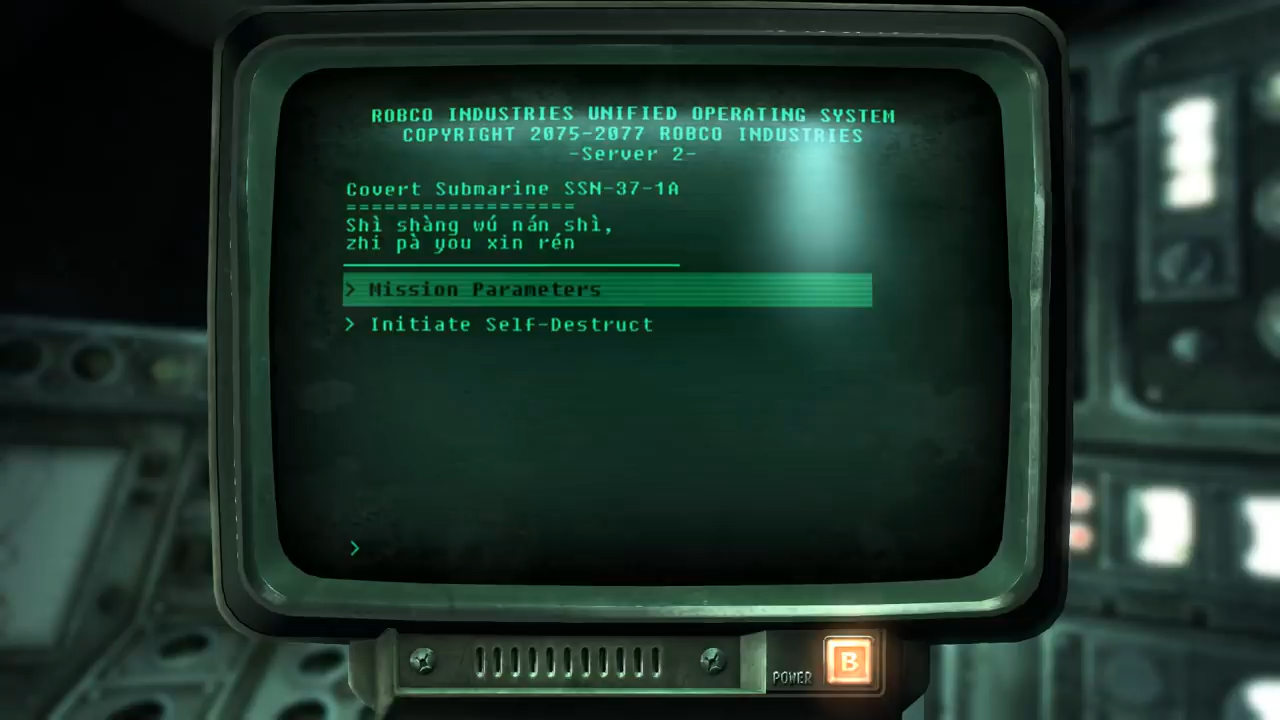 ROBCO INDUSTRIES UNIFIED OPERATING SYSTEM
COPYRIGHT 2075-2077 ROBCO INDUSTRIES
-Server 2-
Covert Submarine SSN-37-1A
====================
Shì shàng wú nán shì,
zhi pà you xin rén
> Mission Parameters
> Initiate Self-Destruct
>
POWER
B